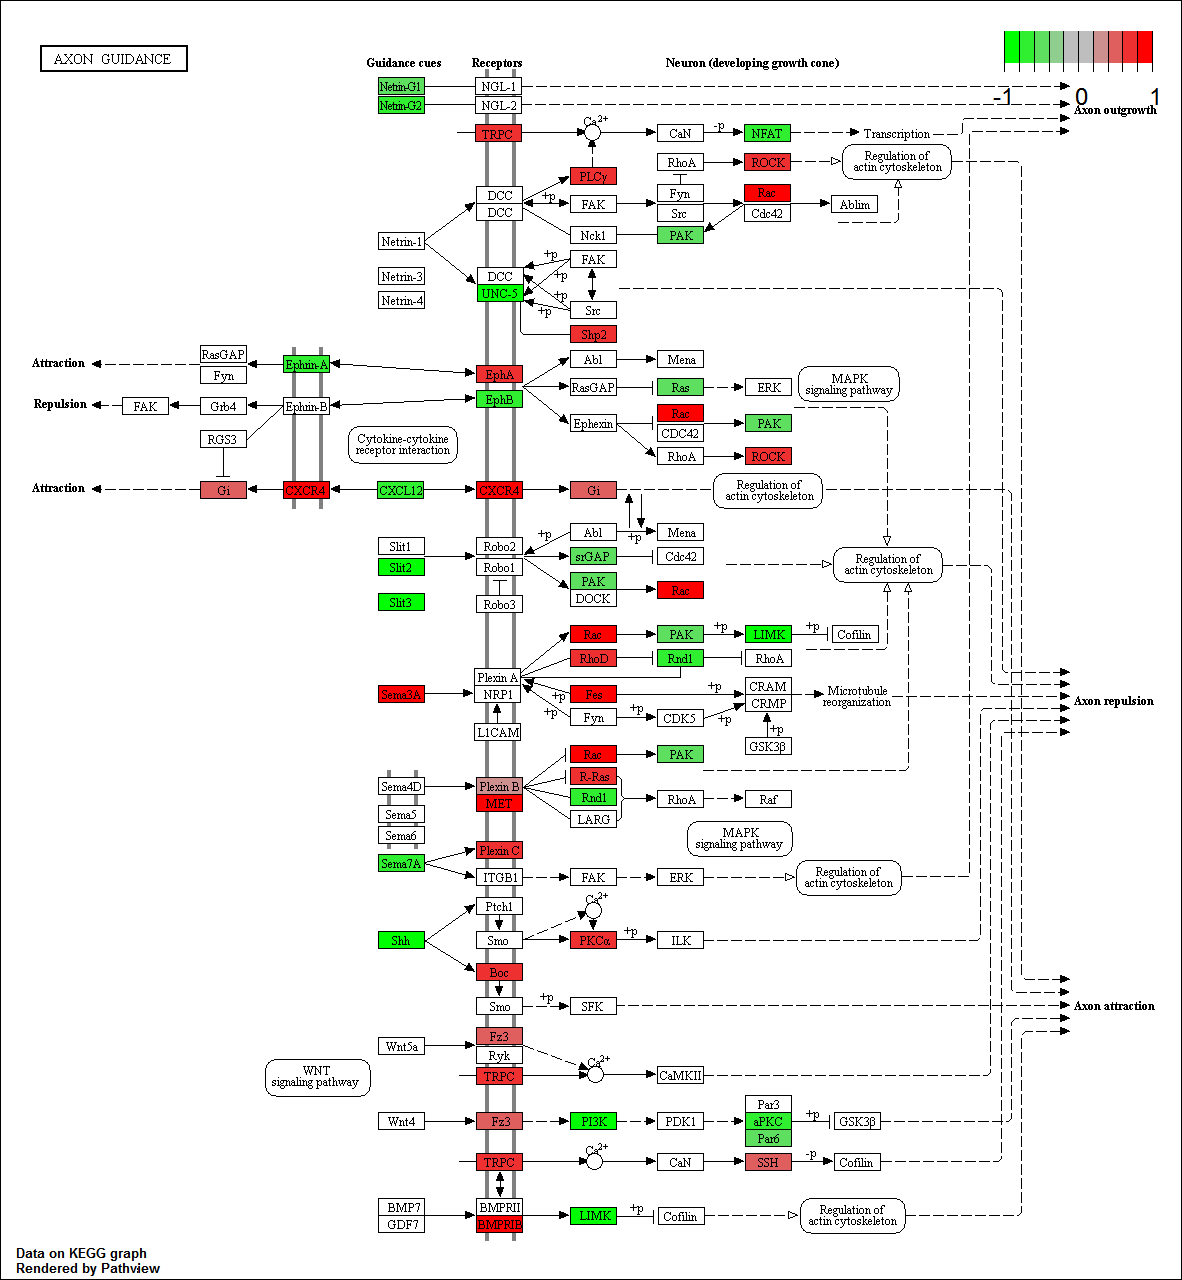 AXON GUIDANCE
Guidance cues
Receptors
Neuron (developing growth cone)
-1
0
1
Netrin-G1
NGL-1
Netrin-G2
NGL-2
Axon outgrowth
TRPC
Ca2+
CaN
-p
NFAT
Transcription
RhoA
ROCK
Regulation of
actin cytoskeleton
PLCγ
DCC
DCC
+p
FAK
Fyn
Src
Rac
Cdc42
Ablim
Netrin-1
Nck1
PAK
Netrin-3
Netrin-4
DCC
UNC-5
+p
+p
+p
+p
FAK
Src
Shp2
Attraction
RasGAP
Fyn
Ephrin-A
EphA
Abl
Mena
RasGAP
Ras
ERK
MAPK
signaling pathway
Repulsion
FAK
Grb4
Ephrin-B
EphB
Ephexin
Rac
CDC42
PAK
RGS3
Cytokine-cytokine
receptor interaction
RhoA
ROCK
Attraction
Gi
CXCR4
CXCL12
CXCR4
Gi
Regulation of
actin cytoskeleton
+p
Abl
+p
Mena
Slit1
Robo2
srGAP
Cdc42
Slit2
Robo1
Regulation of
actin cytoskeleton
PAK
DOCK
Rac
Slit3
Robo3
Rac
PAK
+p
LIMK
+p
Cofilin
RhoD
Rnd1
RhoA
Plexin A
NRP1
Sema3A
+p
Fes
+p
CRAM
CRMP
Microtubule
reorganization
Axon repulsion
+p
Fyn
CDK5
+p
L1CAM
+p
GSK3β
Rac
PAK
Sema4D
Plexin B
MET
R-Ras
Rnd1
RhoA
Raf
Sema5
LARG
Sema6
MAPK
signaling pathway
Sema7A
Plexin C
ITGB1
FAK
ERK
Regulation of
actin cytoskeleton
Ptch1
Ca2+
Shh
Smo
PKCα
+p
ILK
Boc
Smo
+p
SFK
Axon attraction
Wnt5a
Fz3
Ryk
Ca2+
TRPC
CaMKII
WNT
signaling pathway
Wnt4
Fz3
PI3K
PDK1
Par3
aPKC
Par6
+p
GSK3β
TRPC
Ca2+
CaN
SSH
-p
Cofilin
BMP7
GDF7
BMPRII
BMPRIB
LIMK
+p
Cofilin
Regulation of
actin cytoskeleton
Data on KEGG graph
Rendered by Pathview